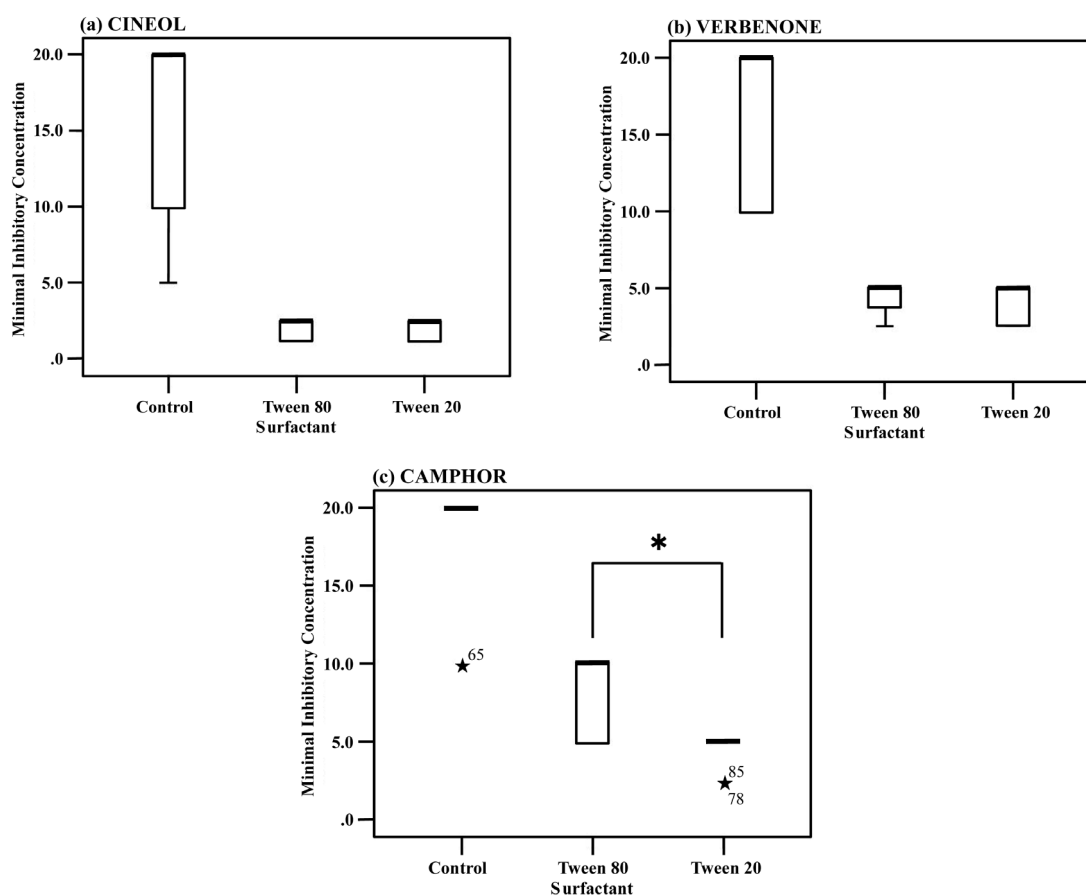 (a) CINEOL
Minimal Inhibitory Concentration
20.0
15.0
10.0
5.0
.0
Control
Tween 80
Tween 20
Surfactant
(b) VERBENONE
Minimal Inhibitory Concentration
20.0
15.0
10.0
5.0
.0
Control
Tween 80
Tween 20
Surfactant
(c) CAMPHOR
Minimal Inhibitory Concentration
20.0
15.0
10.0
5.0
.0
*
65
85
78
Control
Tween 80
Tween 20
Surfactant